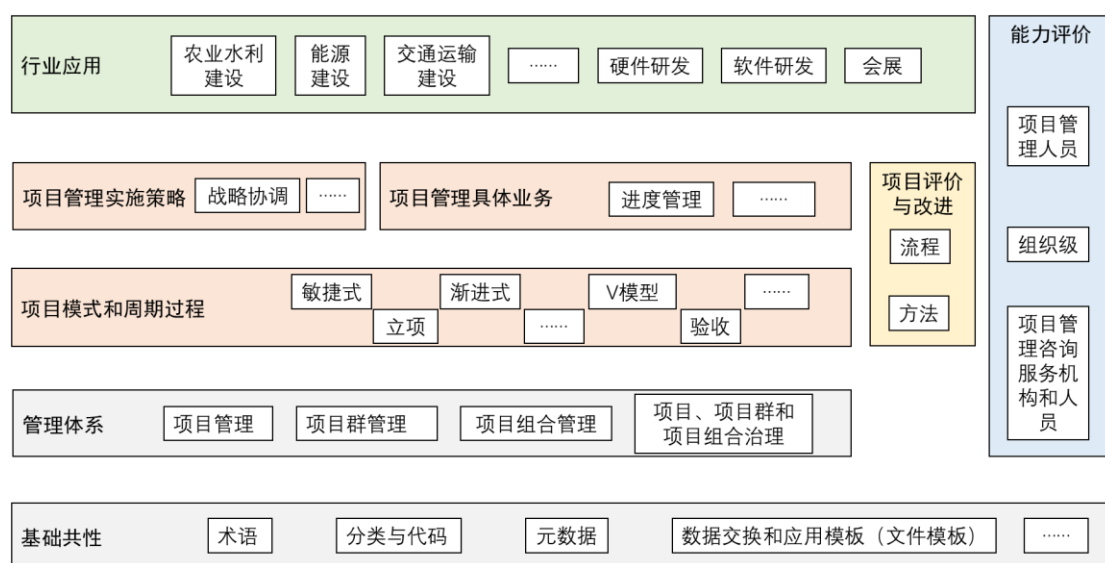 行业应用
农业水利
建设
能源
建设
交通运输
建设
……
硬件研发
软件研发
会展
能力评价
项目管
理人员
组织级
项目管
理咨询
服务机
构和人
员
项目管理实施策略
战略协调
……
项目管理具体业务
进度管理
……
项目评价
与改进
流程
方法
项目模式和周期过程
敏捷式
渐进式
V模型
……
立项
……
验收
管理体系
项目管理
项目群管理
项目组合管理
项目、项目群和
项目组合治理
基础共性
术语
分类与代码
元数据
数据交换和应用模板（文件模板）
……